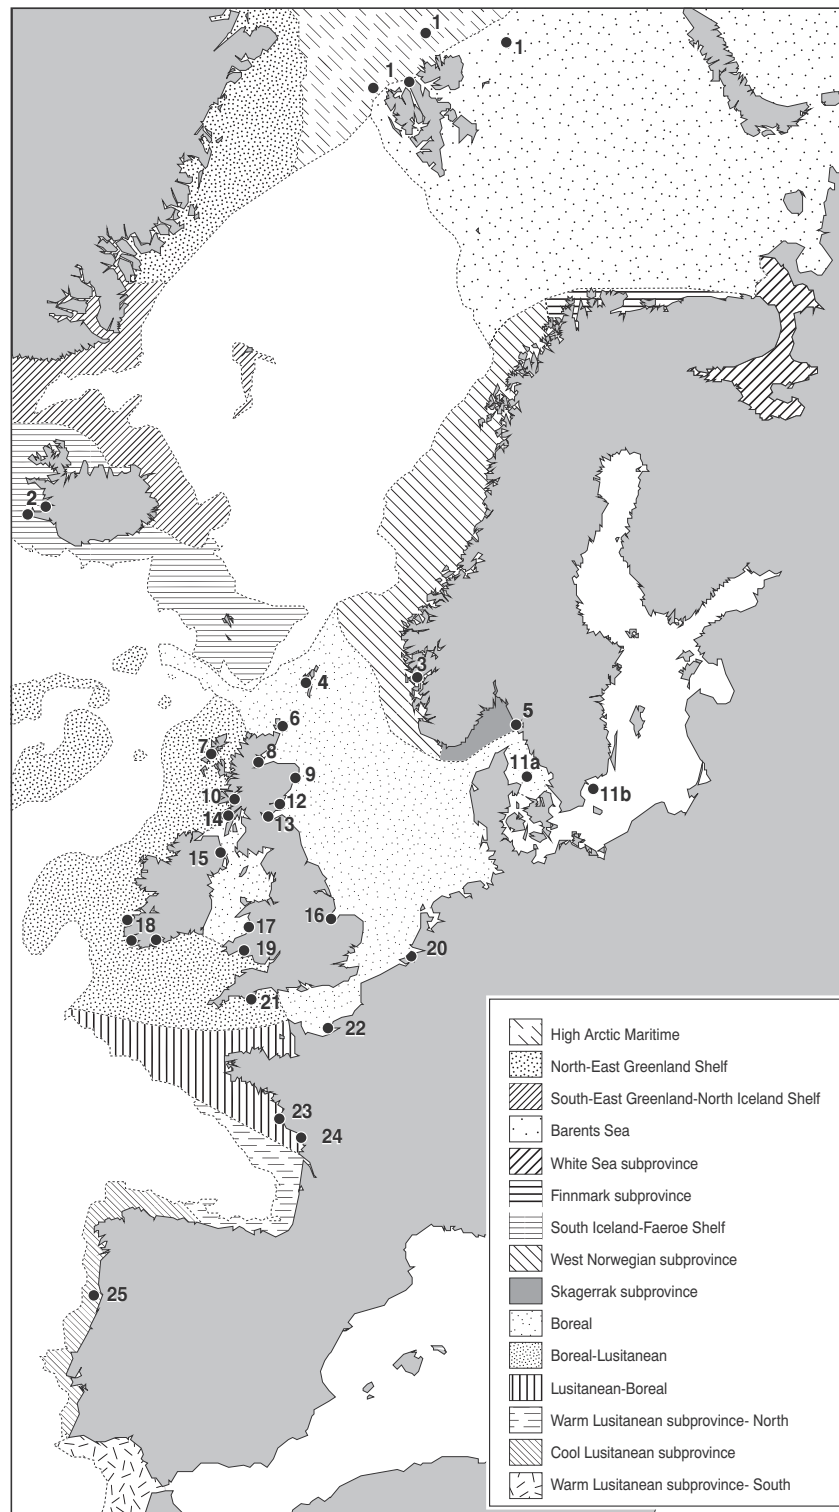 1
1
1
2
3
4
5
6
7
8
9
10
11a
11b
12
13
14
15
16
17
18
19
20
21
22
23
24
25
High Arctic Maritime
North-East Greenland Shelf
South-East Greenland-North Iceland Shelf
Barents Sea
White Sea subprovince
Finnmark subprovince
South Iceland-Faeroe Shelf
West Norwegian subprovince
Skagerrak subprovince
Boreal
Boreal-Lusitanean
Lusitanean-Boreal
Warm Lusitanean subprovince- North
Cool Lusitanean subprovince
Warm Lusitanean subprovince- South